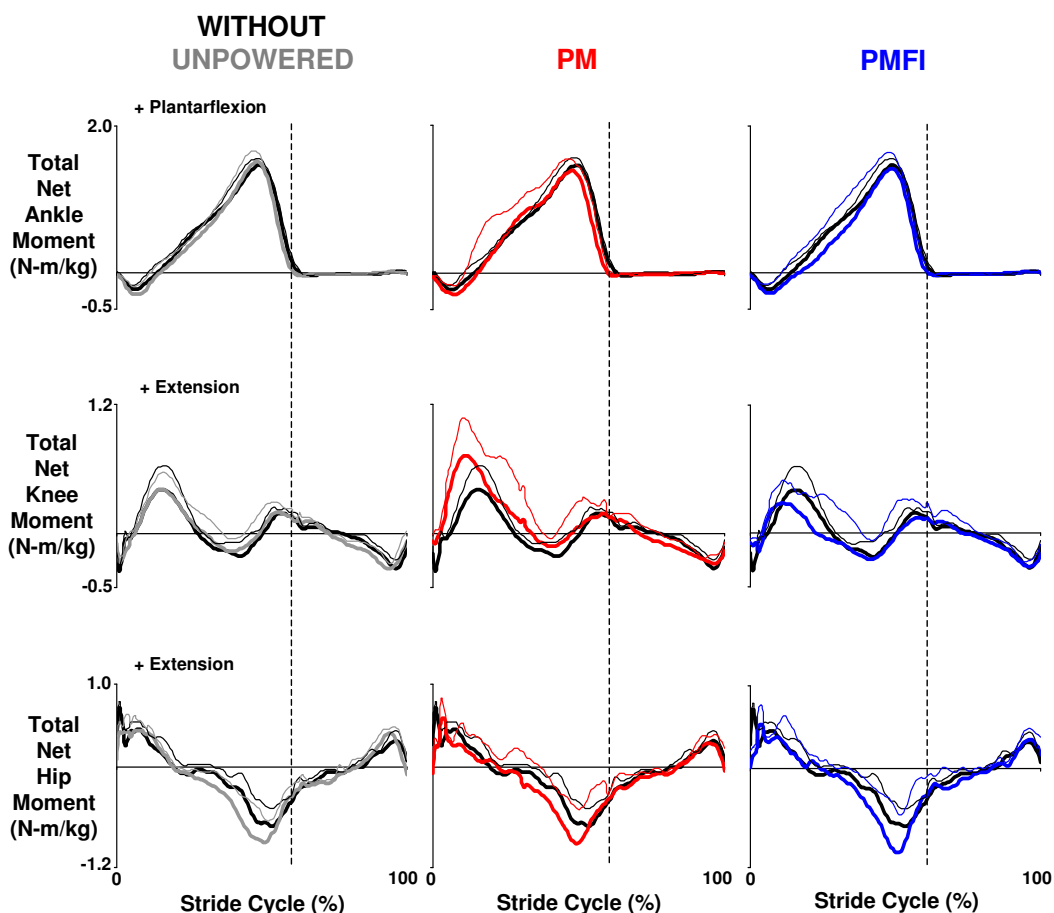 WITHOUT
UNPOWERED
PM
PMFI
+ Plantarflexion
2.0
Total
Net
Ankle
Moment
(N-m/kg)
-0.5
+ Extension
1.2
Total
Net
Knee
Moment
(N-m/kg)
-0.5
+ Extension
1.0
Total
Net
Hip
Moment
(N-m/kg)
-1.2
0
100
0
100
0
100
Stride Cycle (%)
Stride Cycle (%)
Stride Cycle (%)